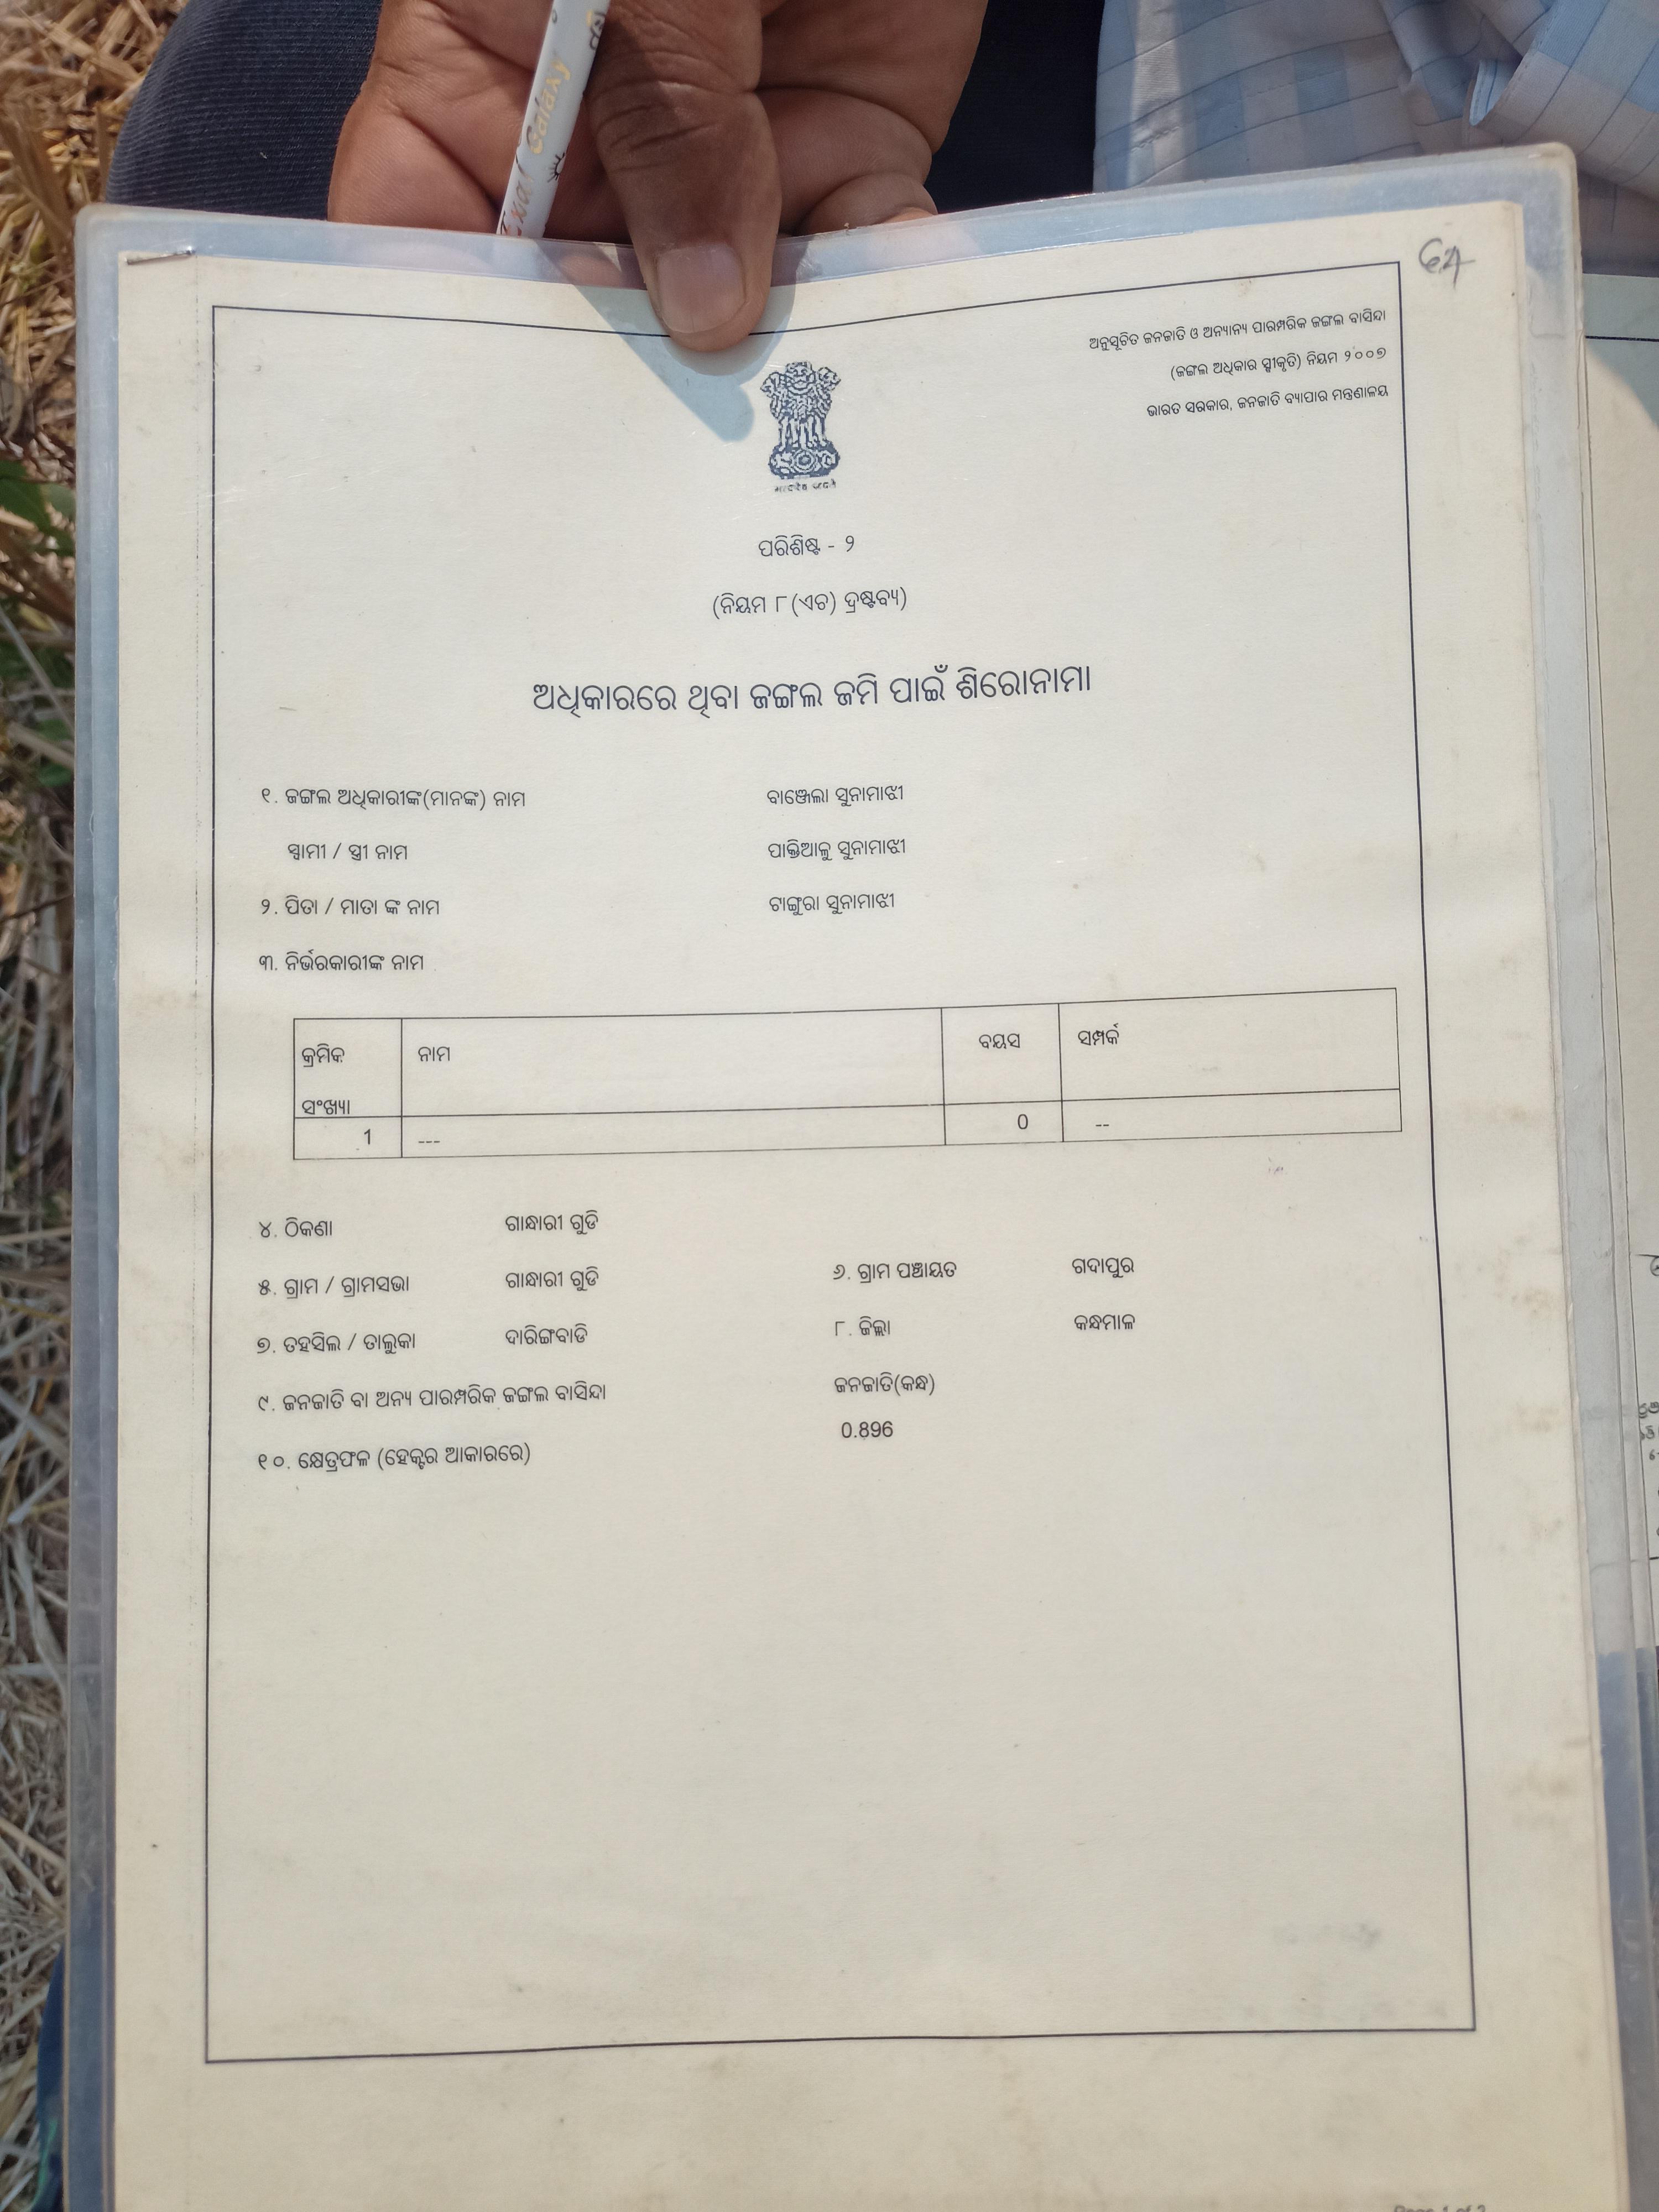 Galaxy
64
ଅନୁସୂଚିତ ଜନଜାତି ଓ ଅନ୍ୟାନ୍ୟ ପାରମ୍ପରିକ ଜଙ୍ଗଲ ବାସିନ୍ଦା
(ଜଙ୍ଗଲ ଅଧିକାର ସ୍ୱୀକୃତି) ନିୟମ ୨୦୦୭
ଭାରତ ସରକାର, ଜନଜାତି ବ୍ୟାପାର ମନ୍ତ୍ରଣାଳୟ
ପରିଶିଷ୍ଟ - ୨
(ନିୟମ ୮(ଏଚ) ଦ୍ରଷ୍ଟବ୍ୟ)
ଅଧିକାରରେ ଥିବା ଜଙ୍ଗଲ ଜମି ପାଇଁ ଶିରୋନାମା
୧. ଜଙ୍ଗଲ ଅଧିକାରୀଙ୍କ(ମାନଙ୍କ) ନାମ ବାଞ୍ଜେଲା ସୁନାମାଝୀ
ସ୍ୱାମୀ / ସ୍ତ୍ରୀ ନାମ ପାକ୍ତିଆଳୁ ସୁନାମାଝୀ
୨. ପିତା / ମାତା ଙ୍କ ନାମ ଟାଙ୍ଗୁରା ସୁନାମାଝୀ
୩. ନିର୍ଭରକାରୀଙ୍କ ନାମ
କ୍ରମିକ ସଂଖ୍ୟା ନାମ ବୟସ ସମ୍ପର୍କ
1 --- 0 --
୪. ଠିକଣା ଗାନ୍ଧାରୀ ଗୁଡି
୫. ଗ୍ରାମ / ଗ୍ରାମସଭା ଗାନ୍ଧାରୀ ଗୁଡି ୬. ଗ୍ରାମ ପଞ୍ଚାୟତ ଗଦାପୁର
୭. ତହସିଲ / ତାଲୁକା ଦାରିଙ୍ଗବାଡି ୮. ଜିଲ୍ଲା କନ୍ଧମାଳ
୯. ଜନଜାତି ବା ଅନ୍ୟ ପାରମ୍ପରିକ ଜଙ୍ଗଲ ବାସିନ୍ଦା ଜନଜାତି(କନ୍ଧ)
୧୦. କ୍ଷେତ୍ରଫଳ (ହେକ୍ଟର ଆକାରରେ) 0.896